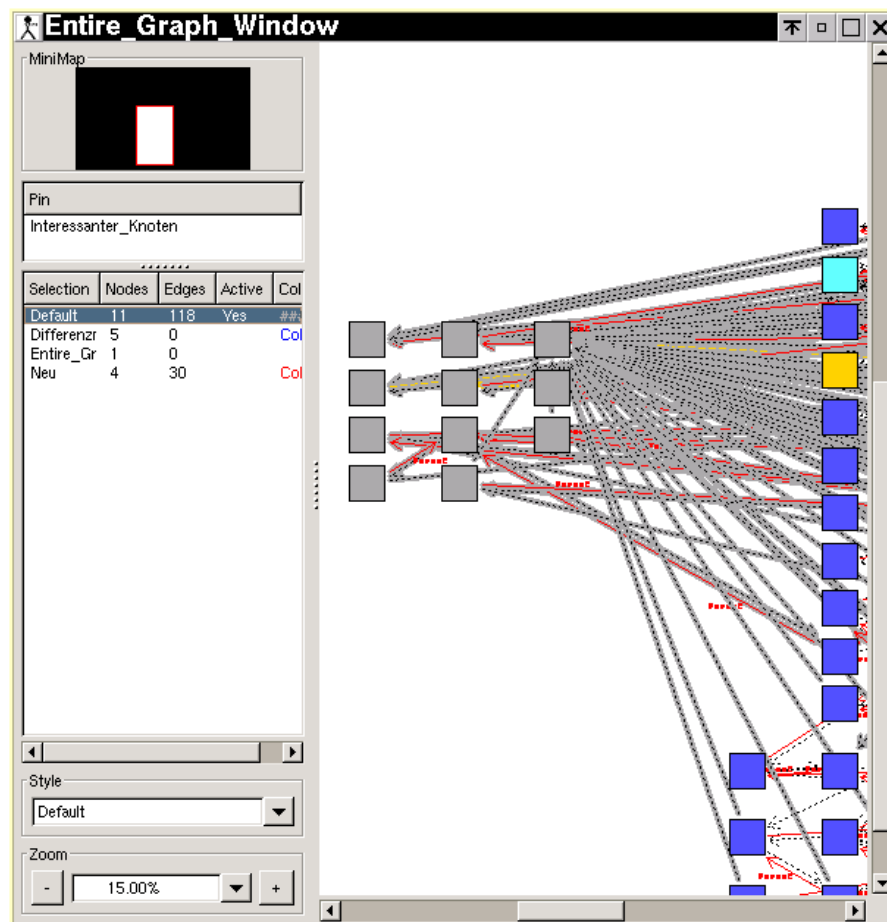 Entire_Graph_Window
MiniMap
Pin
Interessanter_Knoten
Selection Nodes Edges Active Col
Default 11 118 Yes ##
Differenzr 5 0 Col
Entire_Gr 1 0
Neu 4 30 Col
Style
Default
Zoom
- 15.00% +